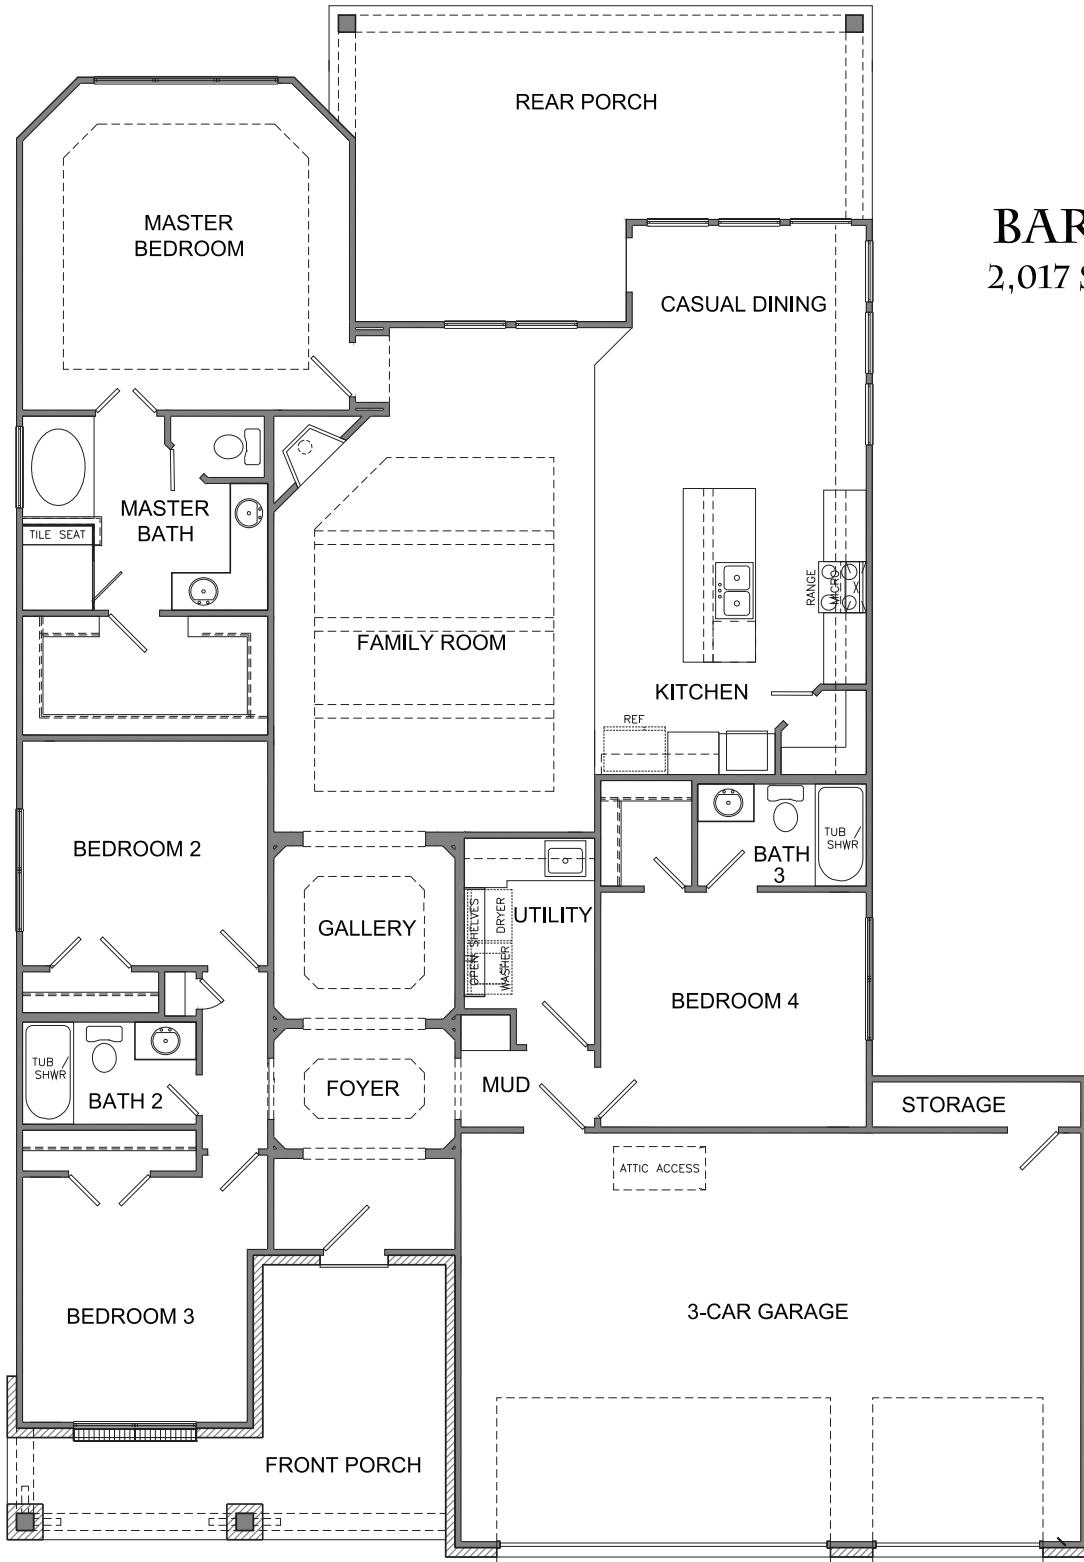 REAR PORCH
MASTER
BEDROOM
BAR
2,017
CASUAL DINING
MASTER
BATH
TILE SEAT
RANGE
MICRO
FAMILY ROOM
KITCHEN
REF
BEDROOM 2
BATH
3
TUB /
SHWR
GALLERY
OPEN SHELVES
DRYER
WASHER
UTILITY
BEDROOM 4
TUB /
SHWR
BATH 2
FOYER
MUD
STORAGE
ATTIC ACCESS
BEDROOM 3
3-CAR GARAGE
FRONT PORCH